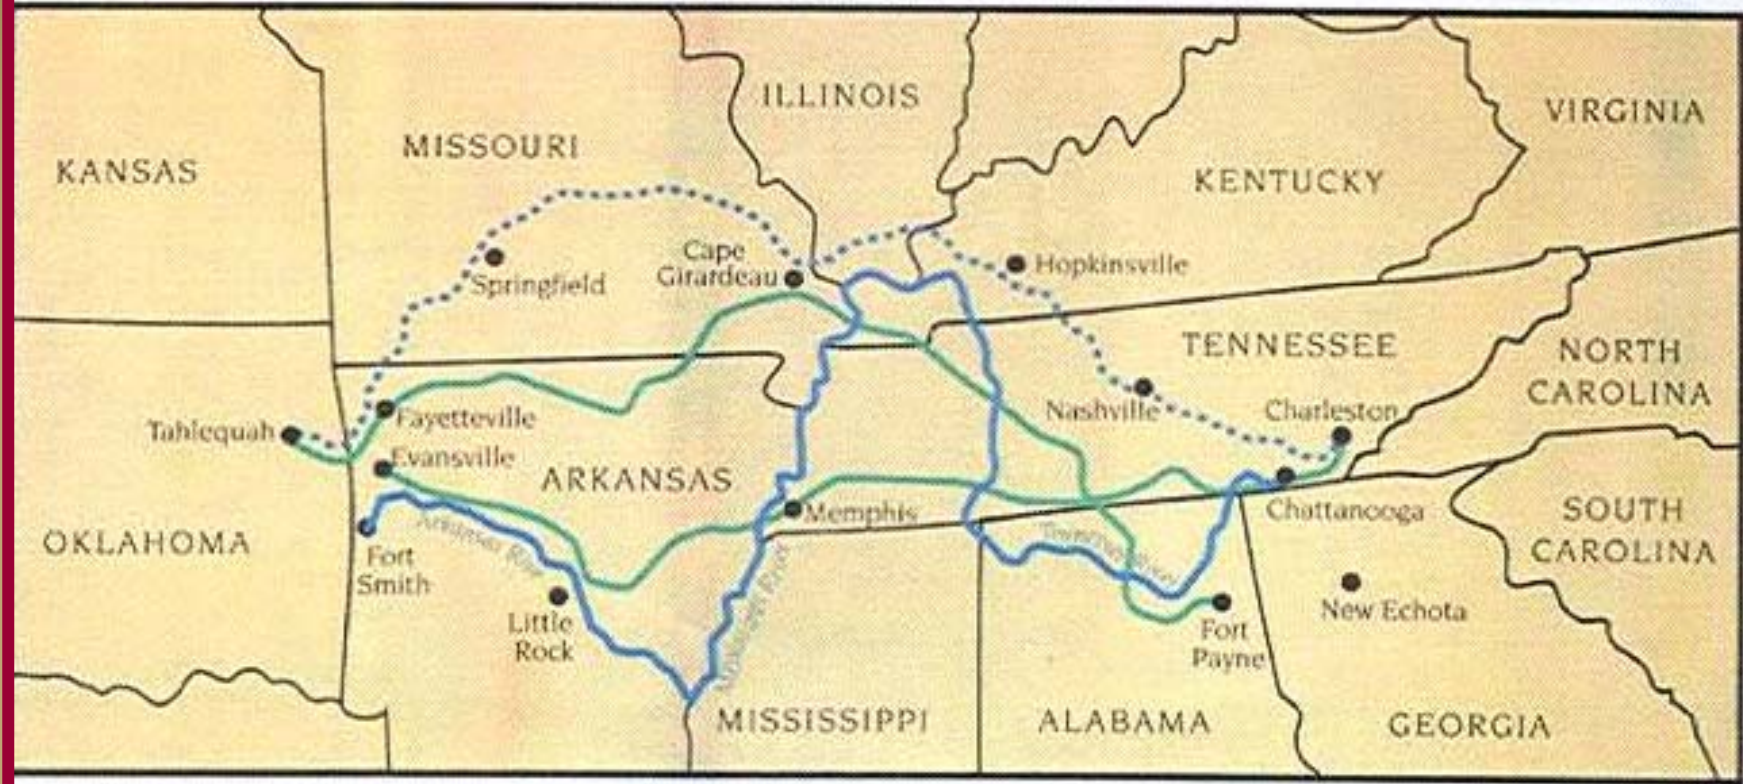 ILLINOIS
VIRGINIA
MISSOURI
KANSAS
KENTUCKY
Cape
Girardeau
Hopkinsville
Springfield
TENNESSEE
NORTH
CAROLINA
Nashville
Charleston
Fayetteville
Tahlequah
Evansville
ARKANSAS
Memphis
Chattanooga
SOUTH
CAROLINA
OKLAHOMA
Arkansas River
Tennessee River
Fort
Smith
Mississippi River
New Echota
Little
Rock
Fort
Payne
MISSISSIPPI
ALABAMA
GEORGIA